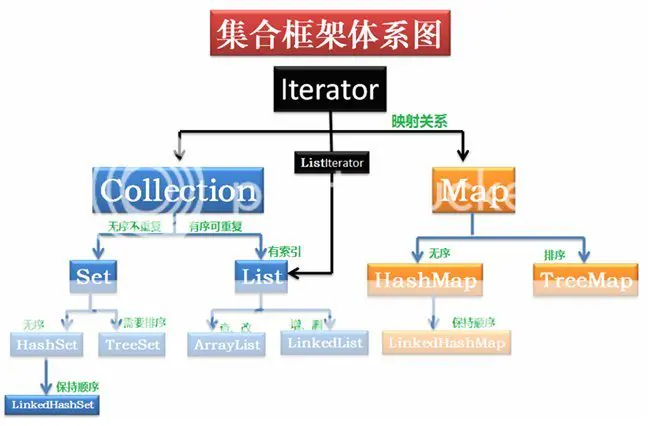 集合框架体系图
Iterator
映射关系
ListIterator
Collection
Map
无序不重复
有序可重复
有索引
无序
排序
Set
List
HashMap
TreeMap
无序
需要排序
查、改
增、删
保持顺序
HashSet
TreeSet
ArrayList
LinkedList
LinkedHashMap
保持顺序
LinkedHashSet